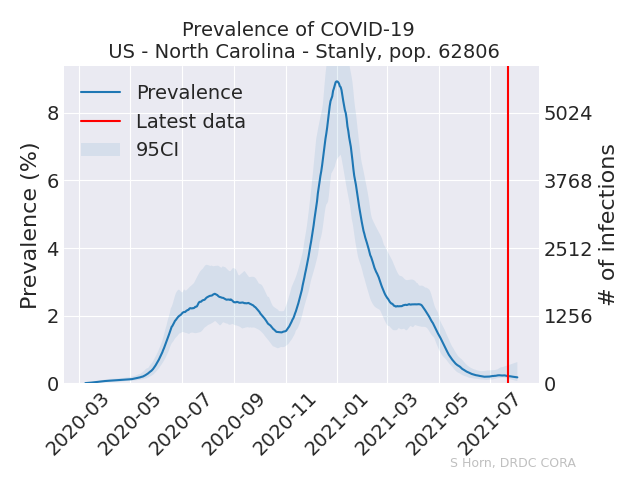 Prevalence of COVID-19
US - North Carolina - Stanly, pop. 62806
Prevalence
Latest data
95CI
Prevalence (%)
8
6
4
2
0
5024
3768
2512
1256
0
# of infections
2020-03
2020-05
2020-07
2020-09
2020-11
2021-01
2021-03
2021-05
2021-07
S Horn, DRDC CORA